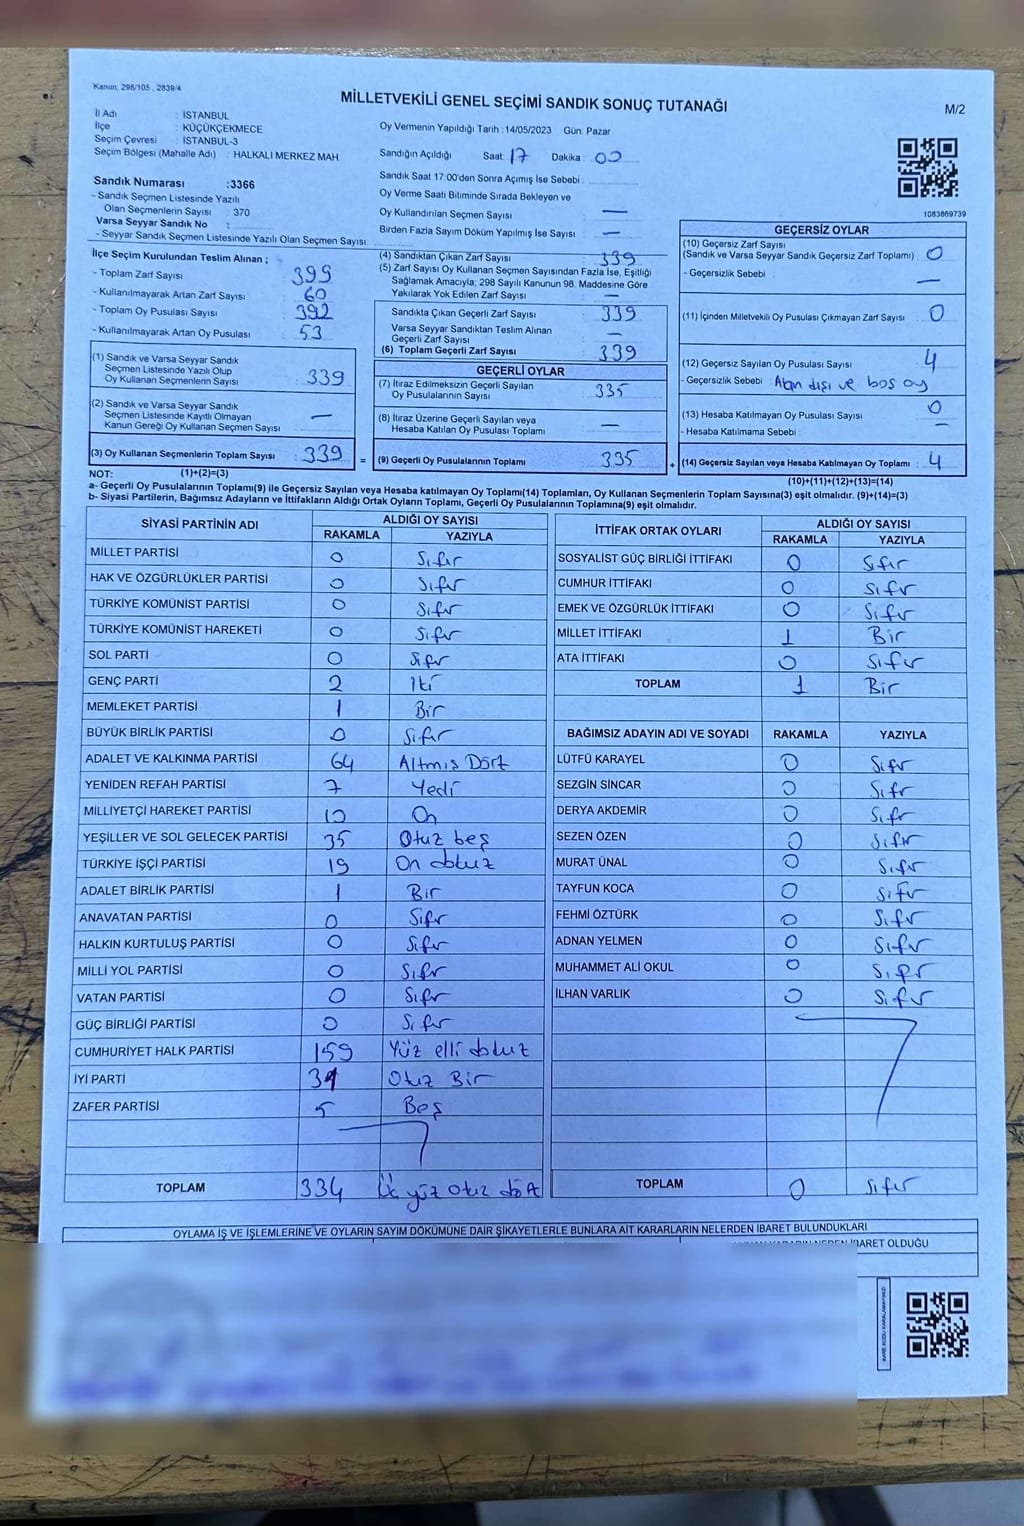 Kanun, 298/105 , 2839/4
MİLLETVEKİLİ GENEL SEÇİMİ SANDIK SONUÇ TUTANAĞI
M/2
İl Adı : İSTANBUL
İlçe : KÜÇÜKÇEKMECE
Seçim Çevresi : İSTANBUL-3
Seçim Bölgesi (Mahalle Adı) : HALKALI MERKEZ MAH
Sandık Numarası :3366
- Sandık Seçmen Listesinde Yazılı
Olan Seçmenlerin Sayısı : 370
Varsa Seyyar Sandık No :
- Seyyar Sandık Seçmen Listesinde Yazılı Olan Seçmen Sayısı:
Oy Vermenin Yapıldığı Tarih :14/05/2023 Gün: Pazar
Sandığın Açıldığı Saat: 17 Dakika : 00
Sandık Saat 17:00'den Sonra Açımış İse Sebebi :
Oy Verme Saati Bitiminde Sırada Bekleyen ve
Oy Kullandırılan Seçmen Sayısı —
Birden Fazla Sayım Döküm Yapılmış İse Sayısı : —
1083869739
İlçe Seçim Kurulundan Teslim Alınan ;
- Toplam Zarf Sayısı 399
- Kullanılmayarak Artan Zarf Sayısı 60
- Toplam Oy Pusulası Sayısı 392
- Kullanılmayarak Artan Oy Pusulası 53
(1) Sandık ve Varsa Seyyar Sandık
Seçmen Listesinde Yazılı Olup
Oy Kullanan Seçmenlerin Sayısı : 339
(2) Sandık ve Varsa Seyyar Sandık
Seçmen Listesinde Kayıtlı Olmayan
Kanun Gereği Oy Kullanan Seçmen Sayısı : —
(3) Oy Kullanan Seçmenlerin Toplam Sayısı : 339 =
(1)+(2)=(3)
(4) Sandıktan Çıkan Zarf Sayısı : 339
(5) Zarf Sayısı Oy Kullanan Seçmen Sayısından Fazla İse, Eşitliği
Sağlamak Amacıyla, 298 Sayılı Kanunun 98. Maddesine Göre
Yakılarak Yok Edilen Zarf Sayısı : —
Sandıkta Çıkan Geçerli Zarf Sayısı : 339
Varsa Seyyar Sandıktan Teslim Alınan
Geçerli Zarf Sayısı : —
(6) Toplam Geçerli Zarf Sayısı : 339
GEÇERLİ OYLAR
(7) İtiraz Edilmeksizin Geçerli Sayılan
Oy Pusulalarının Sayısı : 335
(8) İtiraz Üzerine Geçerli Sayılan veya
Hesaba Katılan Oy Pusulası Toplamı : —
(9) Geçerli Oy Pusulalarının Toplamı : 335 +
GEÇERSİZ OYLAR
(10) Geçersiz Zarf Sayısı
(Sandık ve Varsa Seyyar Sandık Geçersiz Zarf Toplamı) : 0
- Geçersizlik Sebebi : —
(11) İçinden Milletvekili Oy Pusulası Çıkmayan Zarf Sayısı : 0
(12) Geçersiz Sayılan Oy Pusulası Sayısı : 4
- Geçersizlik Sebebi : Alan dışı ve boş oy
(13) Hesaba Katılmayan Oy Pusulası Sayısı : 0
- Hesaba Katılmama Sebebi : —
(14) Geçersiz Sayılan veya Hesaba Katılmayan Oy Toplamı : 4
(10)+(11)+(12)+(13)=(14)
NOT:
a- Geçerli Oy Pusulalarının Toplamı(9) ile Geçersiz Sayılan veya Hesaba katılmayan Oy Toplamı(14) Toplamları, Oy Kullanan Seçmenlerin Toplam Sayısına(3) eşit olmalıdır. (9)+(14)=(3)
b- Siyasi Partilerin, Bağımsız Adayların ve İttifakların Aldığı Ortak Oyların Toplamı, Geçerli Oy Pusulalarının Toplamına(9) eşit olmalıdır.
SİYASİ PARTİNİN ADI ALDIĞI OY SAYISI
RAKAMLA YAZIYLA
MİLLET PARTİSİ 0 Sıfır
HAK VE ÖZGÜRLÜKLER PARTİSİ 0 Sıfır
TÜRKİYE KOMÜNİST PARTİSİ 0 Sıfır
TÜRKİYE KOMÜNİST HAREKETİ 0 Sıfır
SOL PARTİ 0 Sıfır
GENÇ PARTİ 2 İki
MEMLEKET PARTİSİ 1 Bir
BÜYÜK BİRLİK PARTİSİ 0 Sıfır
ADALET VE KALKINMA PARTİSİ 64 Altmış Dört
YENİDEN REFAH PARTİSİ 7 Yedi
MİLLİYETÇİ HAREKET PARTİSİ 10 On
YEŞİLLER VE SOL GELECEK PARTİSİ 35 Otuz beş
TÜRKİYE İŞÇİ PARTİSİ 19 On dokuz
ADALET BİRLİK PARTİSİ 1 Bir
ANAVATAN PARTİSİ 0 Sıfır
HALKIN KURTULUŞ PARTİSİ 0 Sıfır
MİLLİ YOL PARTİSİ 0 Sıfır
VATAN PARTİSİ 0 Sıfır
GÜÇ BİRLİĞİ PARTİSİ 0 Sıfır
CUMHURİYET HALK PARTİSİ 159 Yüz elli dokuz
İYİ PARTİ 31 Otuz Bir
ZAFER PARTİSİ 5 Beş
TOPLAM 334 Üç yüz Otuz dört
İTTİFAK ORTAK OYLARI ALDIĞI OY SAYISI
RAKAMLA YAZIYLA
SOSYALİST GÜÇ BİRLİĞİ İTTİFAKI 0 Sıfır
CUMHUR İTTİFAKI 0 Sıfır
EMEK VE ÖZGÜRLÜK İTTİFAKI 0 Sıfır
MİLLET İTTİFAKI 1 Bir
ATA İTTİFAKI 0 Sıfır
TOPLAM 1 Bir
BAĞIMSIZ ADAYIN ADI VE SOYADI RAKAMLA YAZIYLA
LÜTFÜ KARAYEL 0 Sıfır
SEZGİN SİNCAR 0 Sıfır
DERYA AKDEMİR 0 Sıfır
SEZEN ÖZEN 0 Sıfır
MURAT ÜNAL 0 Sıfır
TAYFUN KOCA 0 Sıfır
FEHMİ ÖZTÜRK 0 Sıfır
ADNAN YELMEN 0 Sıfır
MUHAMMET ALİ OKUL 0 Sıfır
İLHAN VARLIK 0 Sıfır
TOPLAM 0 Sıfır
OYLAMA İŞ VE İŞLEMLERİNE VE OYLARIN SAYIM DÖKÜMÜNE DAİR ŞİKAYETLERLE BUNLARA AİT KARARLARIN NELERDEN İBARET BULUNDUKLARI
İBARET OLDUĞU